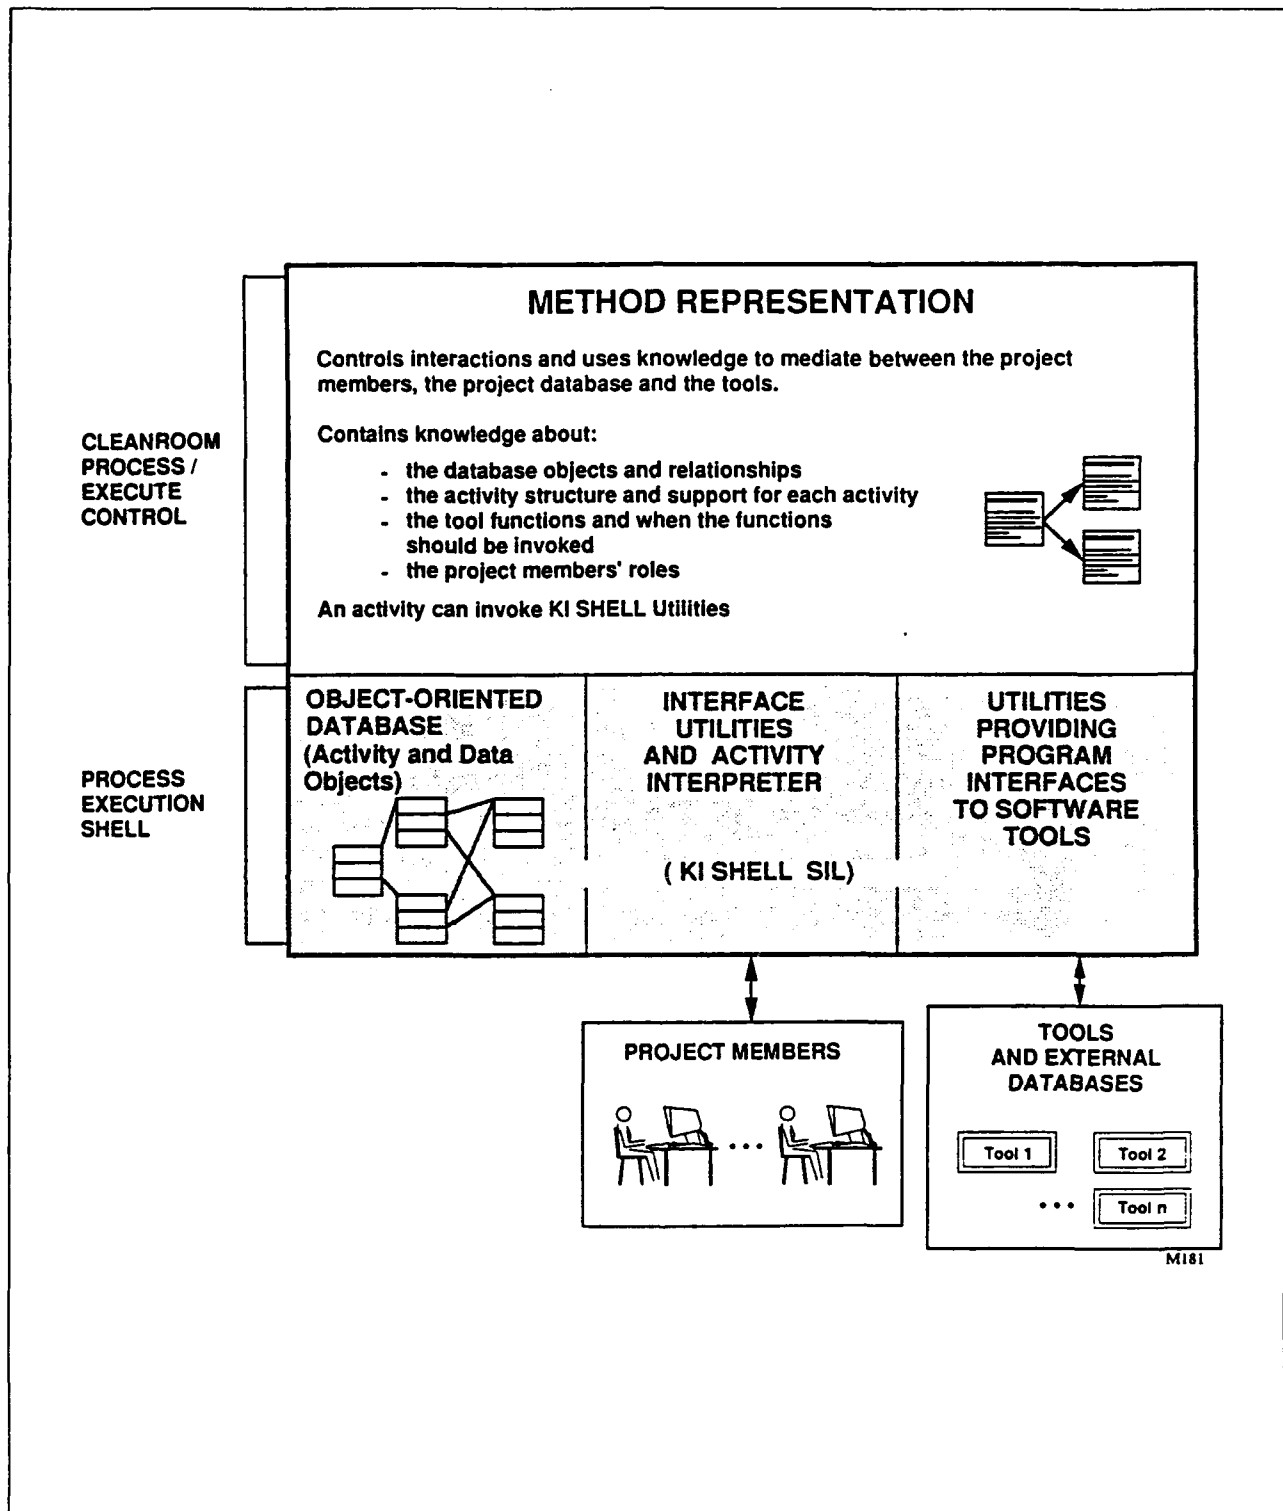 METHOD REPRESENTATION
Controls interactions and uses knowledge to mediate between the project
members, the project database and the tools.
Contains knowledge about:
- the database objects and relationships
- the activity structure and support for each activity
- the tool functions and when the functions
should be invoked
- the project members' roles
An activity can invoke KI SHELL Utilities
CLEANROOM
PROCESS /
EXECUTE
CONTROL
OBJECT-ORIENTED
DATABASE
(Activity and Data
Objects)
INTERFACE
UTILITIES
AND ACTIVITY
INTERPRETER
( KI SHELL SIL)
UTILITIES
PROVIDING
PROGRAM
INTERFACES
TO SOFTWARE
TOOLS
PROCESS
EXECUTION
SHELL
PROJECT MEMBERS
• • •
TOOLS
AND EXTERNAL
DATABASES
Tool 1
Tool 2
• • •
Tool n
M181